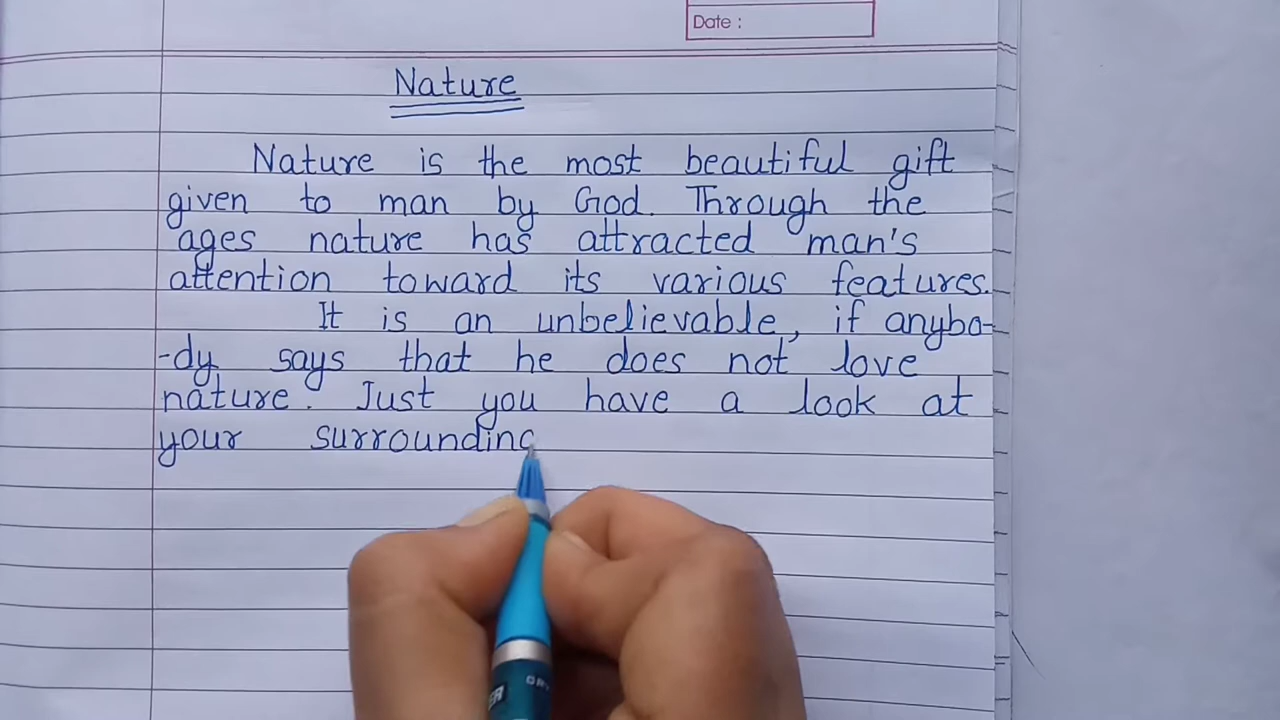 Date :
Nature
Nature is the most beautiful gift
given to man by God. Through the
ages nature has attracted man's
attention toward its various features.
It is an unbelievable, if anybo-
-dy says that he does not love
nature. Just you have a look at
your surrounding